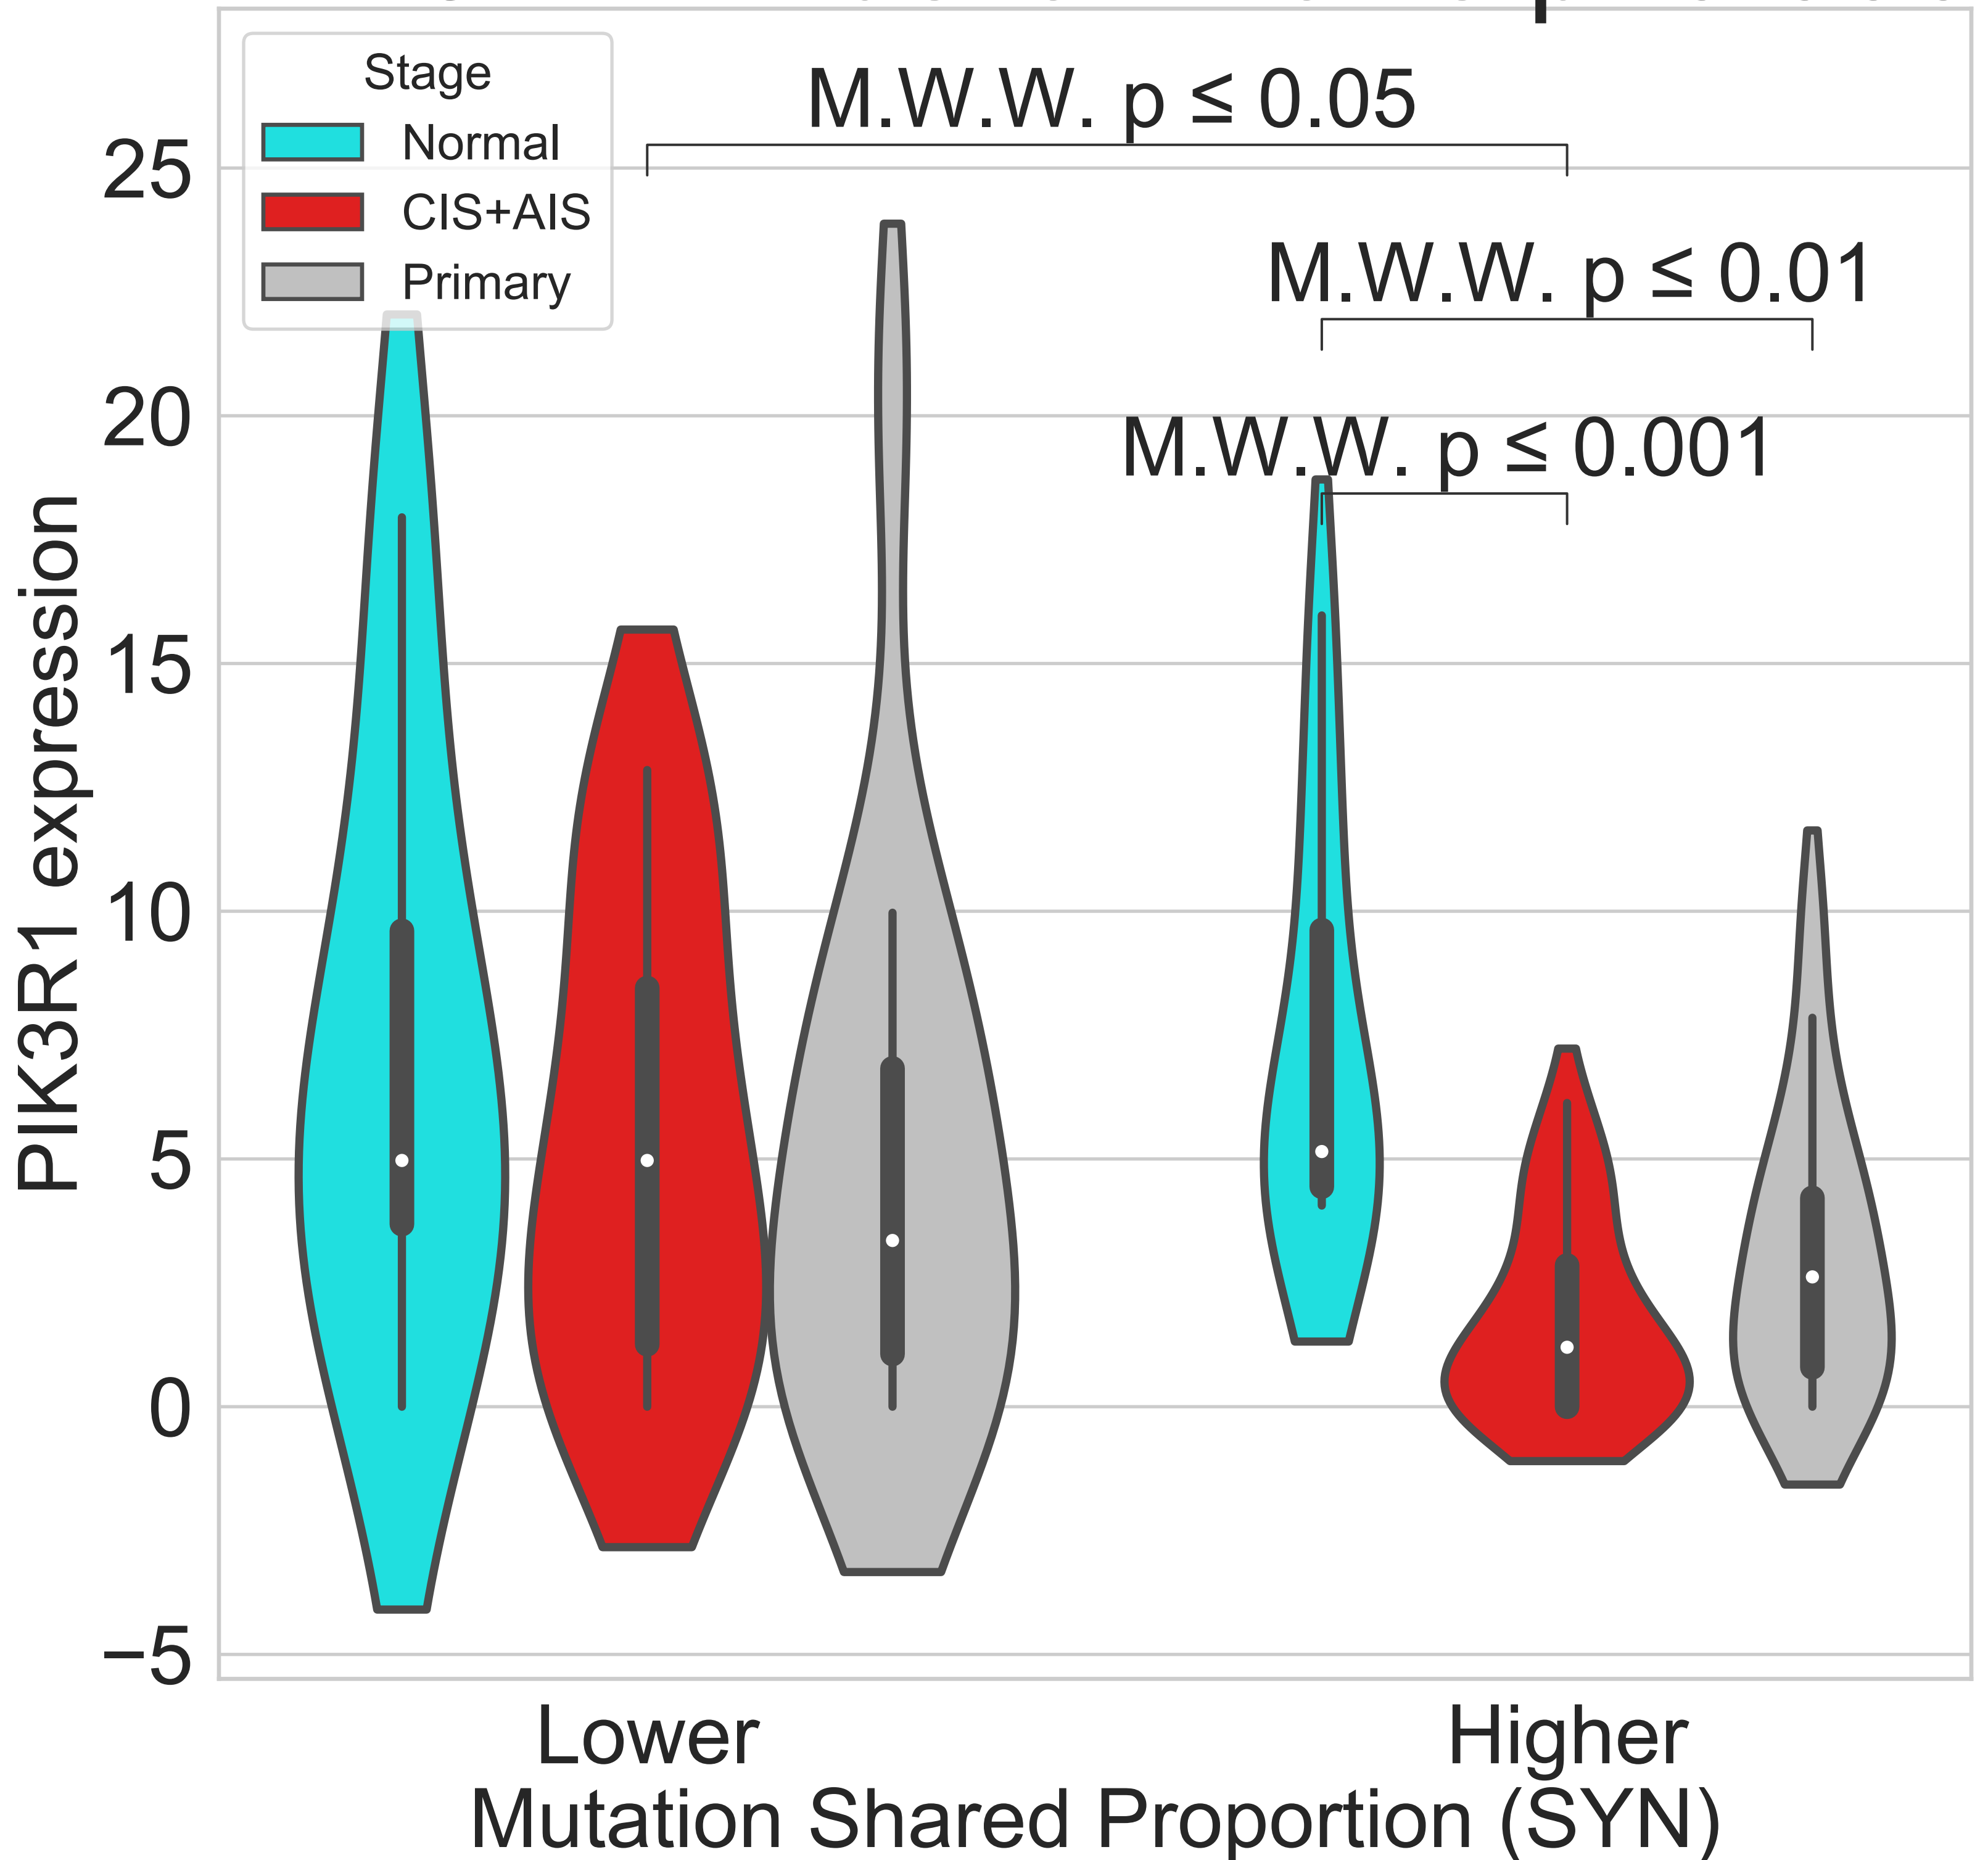 Stage
Normal
CIS+AIS
Primary
M.W.W. p ≤ 0.05
M.W.W. p ≤ 0.01
M.W.W. p ≤ 0.001
25
20
15
10
5
0
−5
PIK3R1 expression
Lower
Higher
Mutation Shared Proportion (SYN)